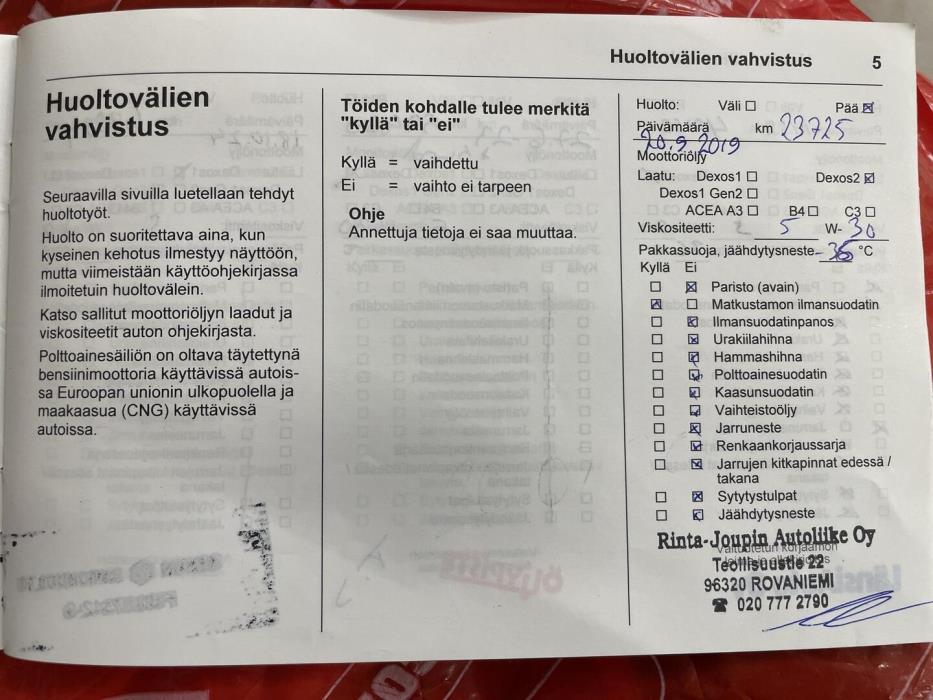 Huoltovälien vahvistus 5
Huoltovälien
vahvistus
Seuraavilla sivuilla luetellaan tehdyt
huoltotyöt.
Huolto on suoritettava aina, kun
kyseinen kehotus ilmestyy näyttöön,
mutta viimeistään käyttöohjekirjassa
ilmoitetuin huoltovälein.
Katso sallitut moottoriöljyn laadut ja
viskositeetit auton ohjekirjasta.
Polttoainesäiliön on oltava täytettynä
bensiinimoottoria käyttävissä autois-
sa Euroopan unionin ulkopuolella ja
maakaasua (CNG) käyttävissä
autoissa.
Töiden kohdalle tulee merkitä
"kyllä" tai "ei"
Kyllä = vaihdettu
Ei = vaihto ei tarpeen
Ohje
Annettuja tietoja ei saa muuttaa.
Huolto: Väli ☐ Pää ☒
Päivämäärä km 23725
20.9.2019
Moottoriöljy
Laatu: Dexos1 ☐ Dexos2 ☒
Dexos1 Gen2 ☐
ACEA A3 ☐ B4 ☐ C3 ☐
Viskositeetti: 5 W- 30
Pakkassuoja, jäähdytysneste -36 °C
Kyllä Ei
☐ ☒ Paristo (avain)
☒ ☐ Matkustamon ilmansuodatin
☐ ☒ Ilmansuodatinpanos
☐ ☒ Urakiilahihna
☐ ☒ Hammashihna
☐ ☒ Polttoainesuodatin
☐ ☒ Kaasunsuodatin
☐ ☒ Vaihteistoöljy
☐ ☒ Jarruneste
☐ ☒ Renkaankorjaussarja
☐ ☒ Jarrujen kitkapinnat edessä /
takana
☐ ☒ Sytytystulpat
☐ ☒ Jäähdytysneste
Rinta-Joupin Autoliike Oy
Valtuutetun korjaamon
Teollisuustie 22
96320 ROVANIEMI
☎ 020 777 2790